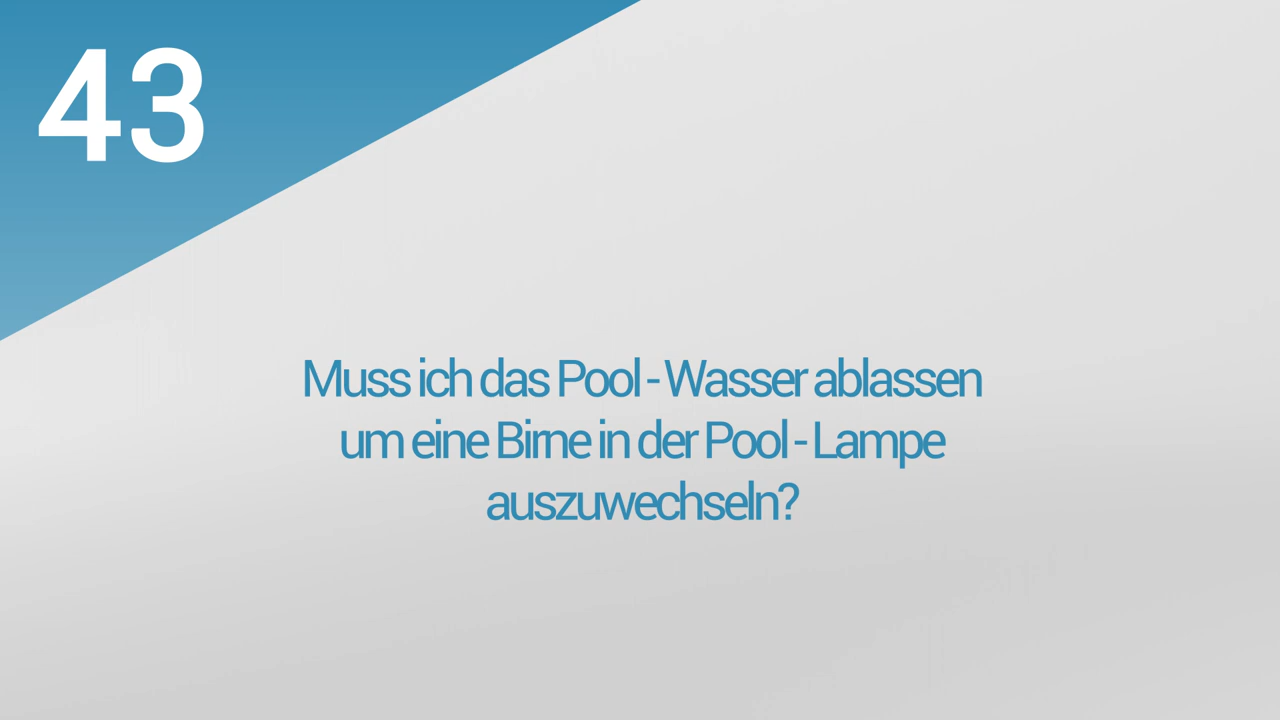 43
Muss ich das Pool - Wasser ablassen
um eine Birne in der Pool - Lampe
auszuwechseln?